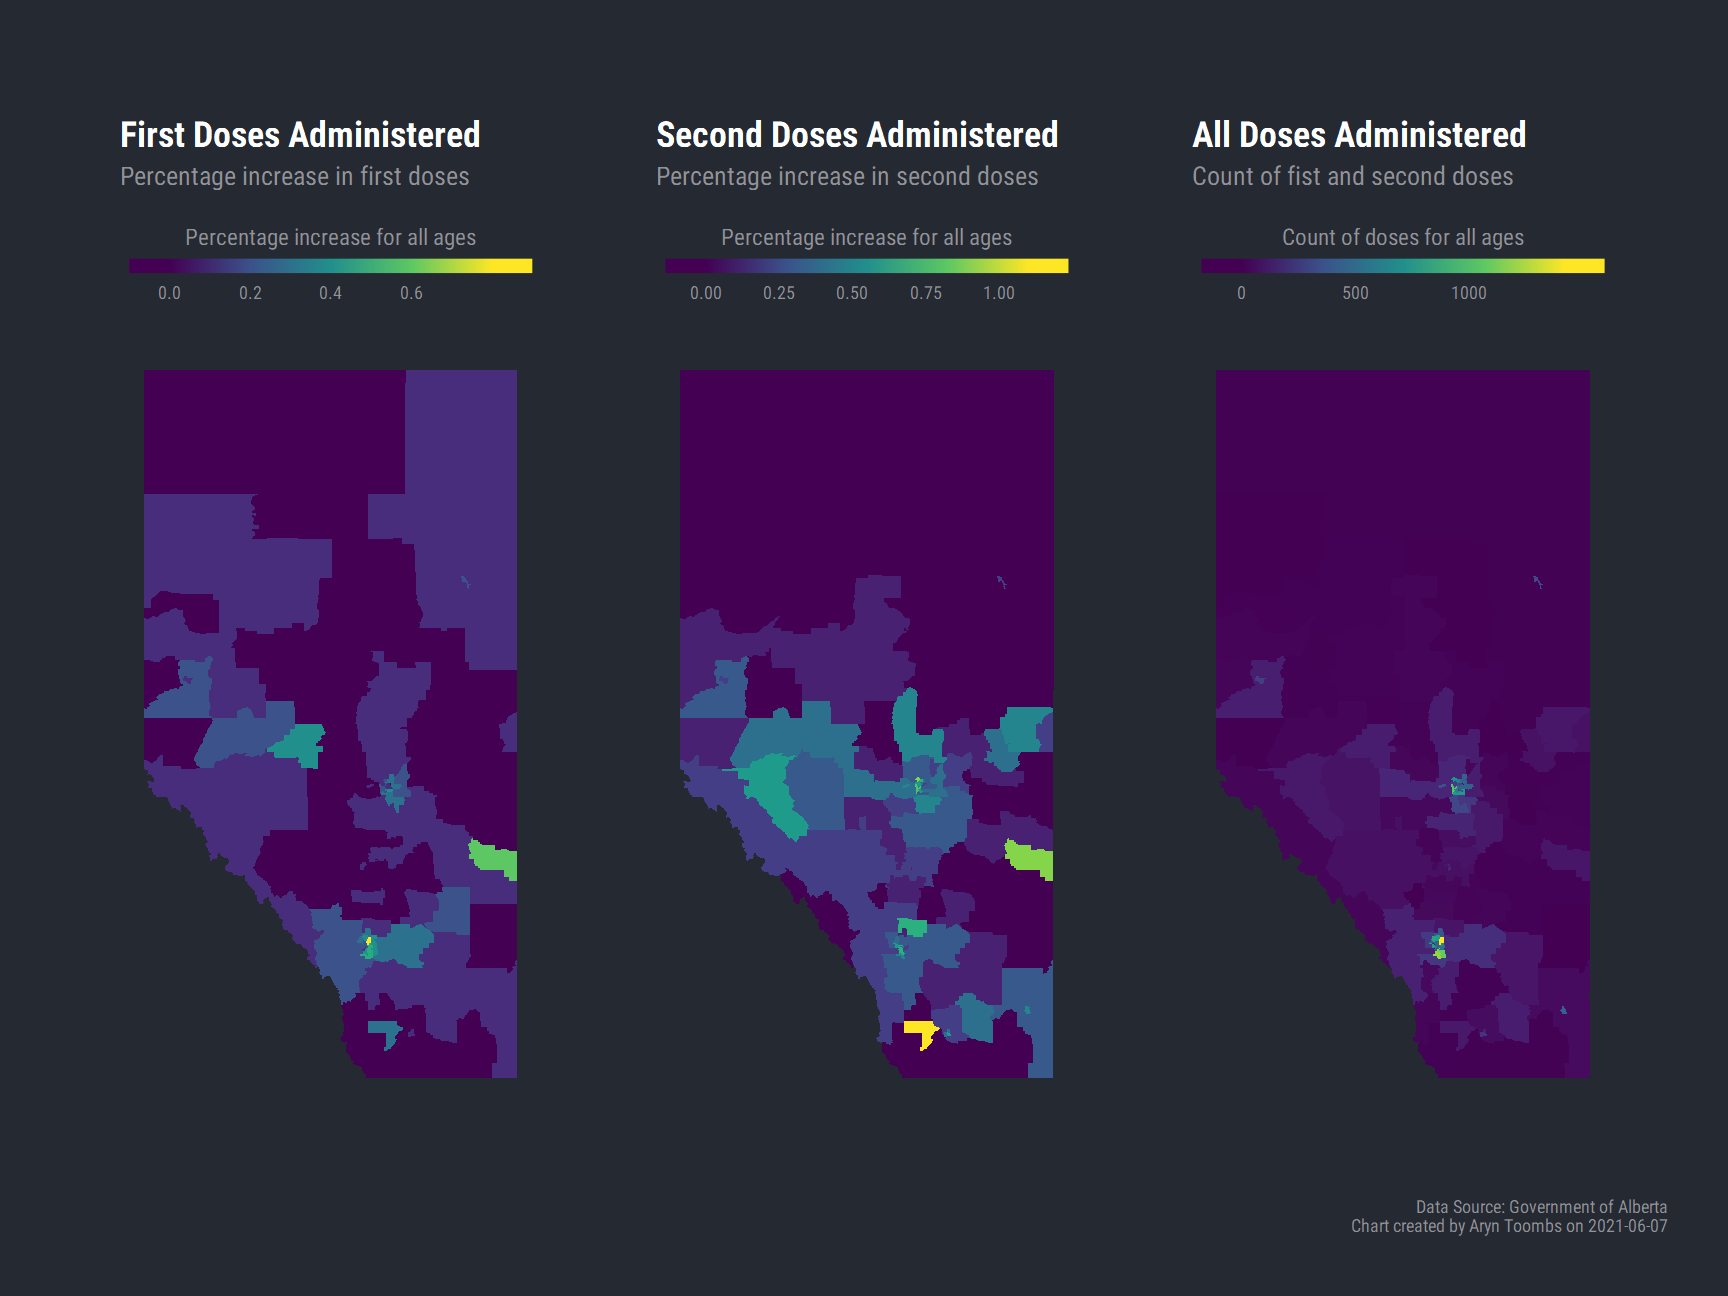 First Doses Administered
Percentage increase in first doses
Percentage increase for all ages
0.0 0.2 0.4 0.6
Second Doses Administered
Percentage increase in second doses
Percentage increase for all ages
0.00 0.25 0.50 0.75 1.00
All Doses Administered
Count of fist and second doses
Count of doses for all ages
0 500 1000
Data Source: Government of Alberta
Chart created by Aryn Toombs on 2021-06-07